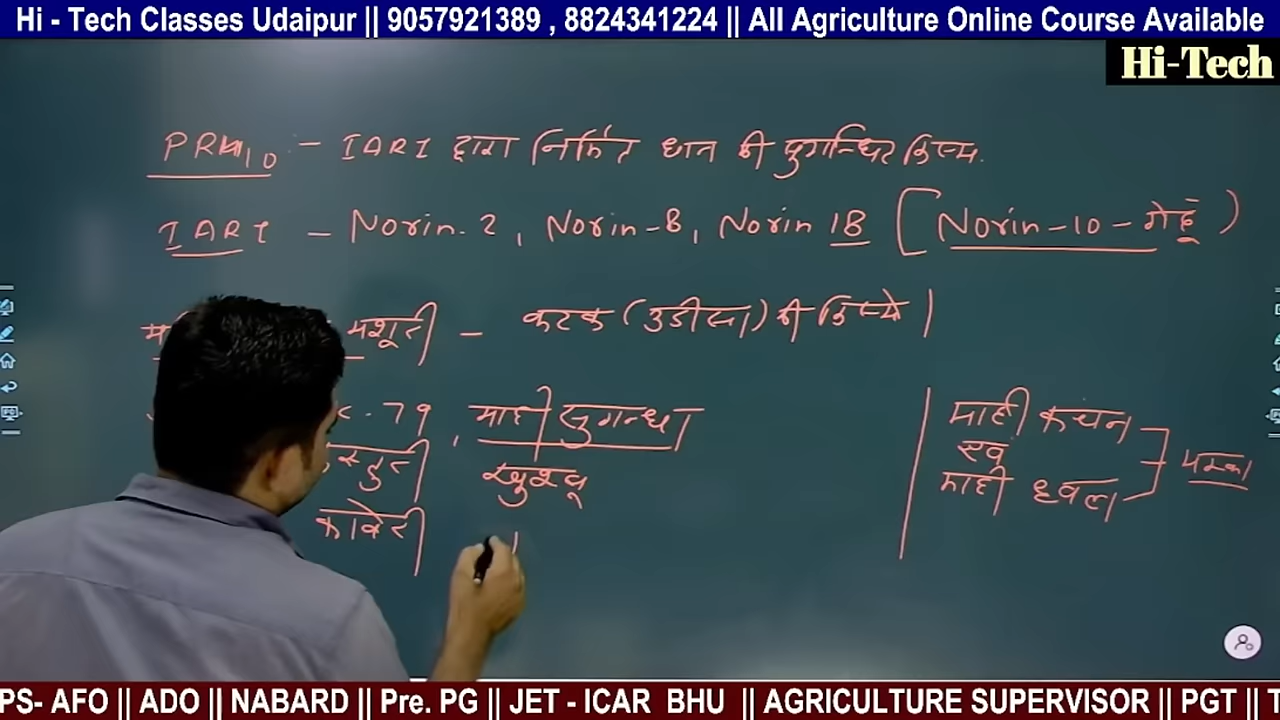 Hi - Tech Classes Udaipur || 9057921389 , 8824341224 || All Agriculture Online Course Available
Hi-Tech
IARI द्वारा निर्मित धान की सुगन्धित किस्म.
IARI - Norin-2, Norin-8, Norin 18 (Norin-10-गेहूँ)
मशूरी - कटक (उडीसा) की किस्मे |
79, माही सुगन्धा
खुशबू
कावेरी
माही कंचन
एवं
माही धवल
मक्का
PS- AFO || ADO || NABARD || Pre. PG || JET - ICAR BHU || AGRICULTURE SUPERVISOR || PGT || T